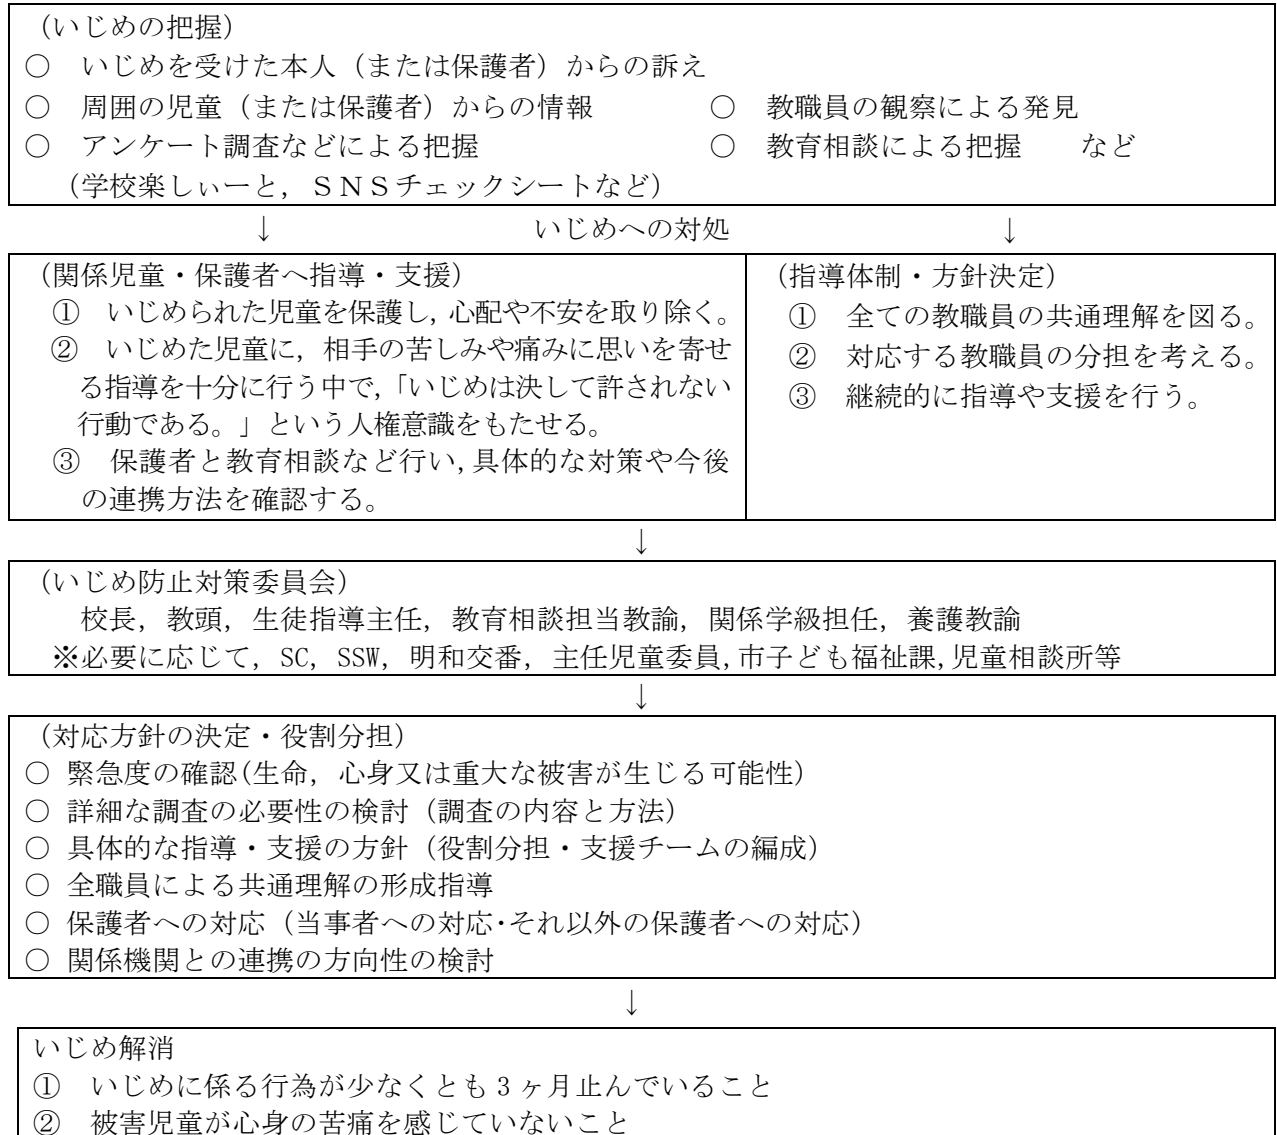 （いじめの把握）
○　いじめを受けた本人（または保護者）からの訴え
○　周囲の児童（または保護者）からの情報　　　○　教職員の観察による発見
○　アンケート調査などによる把握　　　○　教育相談による把握　　など
（学校楽しぃーと，ＳＮＳチェックシートなど）
↓　　いじめへの対処　　↓
（関係児童・保護者へ指導・支援）
①　いじめられた児童を保護し，心配や不安を取り除く。
②　いじめた児童に，相手の苦しみや痛みに思いを寄せ
る指導を十分に行う中で，「いじめは決して許されない
行動である。」という人権意識をもたせる。
③　保護者と教育相談など行い，具体的な対策や今後
の連携方法を確認する。
（指導体制・方針決定）
①　全ての教職員の共通理解を図る。
②　対応する教職員の分担を考える。
③　継続的に指導や支援を行う。
↓
（いじめ防止対策委員会）
校長，教頭，生徒指導主任，教育相談担当教諭，関係学級担任，養護教諭
※必要に応じて，SC，SSW，明和交番，主任児童委員，市子ども福祉課，児童相談所等
↓
（対応方針の決定・役割分担）
○ 緊急度の確認（生命，心身又は重大な被害が生じる可能性）
○ 詳細な調査の必要性の検討（調査の内容と方法）
○ 具体的な指導・支援の方針（役割分担・支援チームの編成）
○ 全職員による共通理解の形成指導
○ 保護者への対応（当事者への対応・それ以外の保護者への対応）
○ 関係機関との連携の方向性の検討
↓
いじめ解消
①　いじめに係る行為が少なくとも３ヶ月止んでいること
②　被害児童が心身の苦痛を感じていないこと